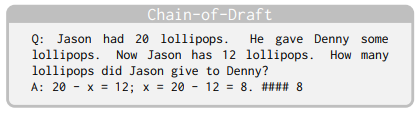 Chain-of-Draft
Q: Jason had 20 lollipops. He gave Denny some
lollipops. Now Jason has 12 lollipops. How many
lollipops did Jason give to Denny?
A: 20 - x = 12; x = 20 - 12 = 8. #### 8